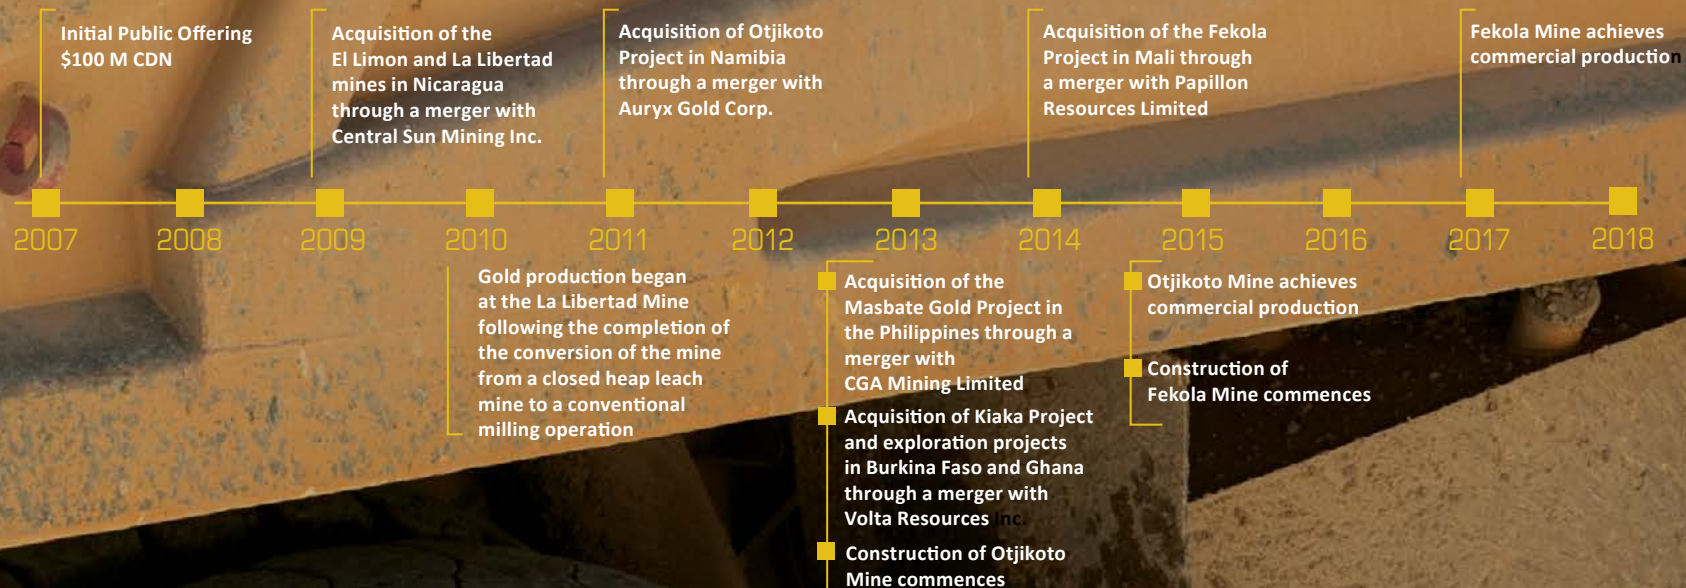 Initial Public Offering
$100 M CDN
Acquisition of the
El Limon and La Libertad
mines in Nicaragua
through a merger with
Central Sun Mining Inc.
Acquisition of Otjikoto
Project in Namibia
through a merger with
Auryx Gold Corp.
Acquisition of the Fekola
Project in Mali through
a merger with Papillon
Resources Limited
Fekola Mine achieves
commercial production
2007 2008 2009 2010 2011 2012 2013 2014 2015 2016 2017 2018
Gold production began
at the La Libertad Mine
following the completion of
the conversion of the mine
from a closed heap leach
mine to a conventional
milling operation
Acquisition of the
Masbate Gold Project in
the Philippines through a
merger with
CGA Mining Limited
Acquisition of Kiaka Project
and exploration projects
in Burkina Faso and Ghana
through a merger with
Volta Resources Inc.
Construction of Otjikoto
Mine commences
Otjikoto Mine achieves
commercial production
Construction of
Fekola Mine commences